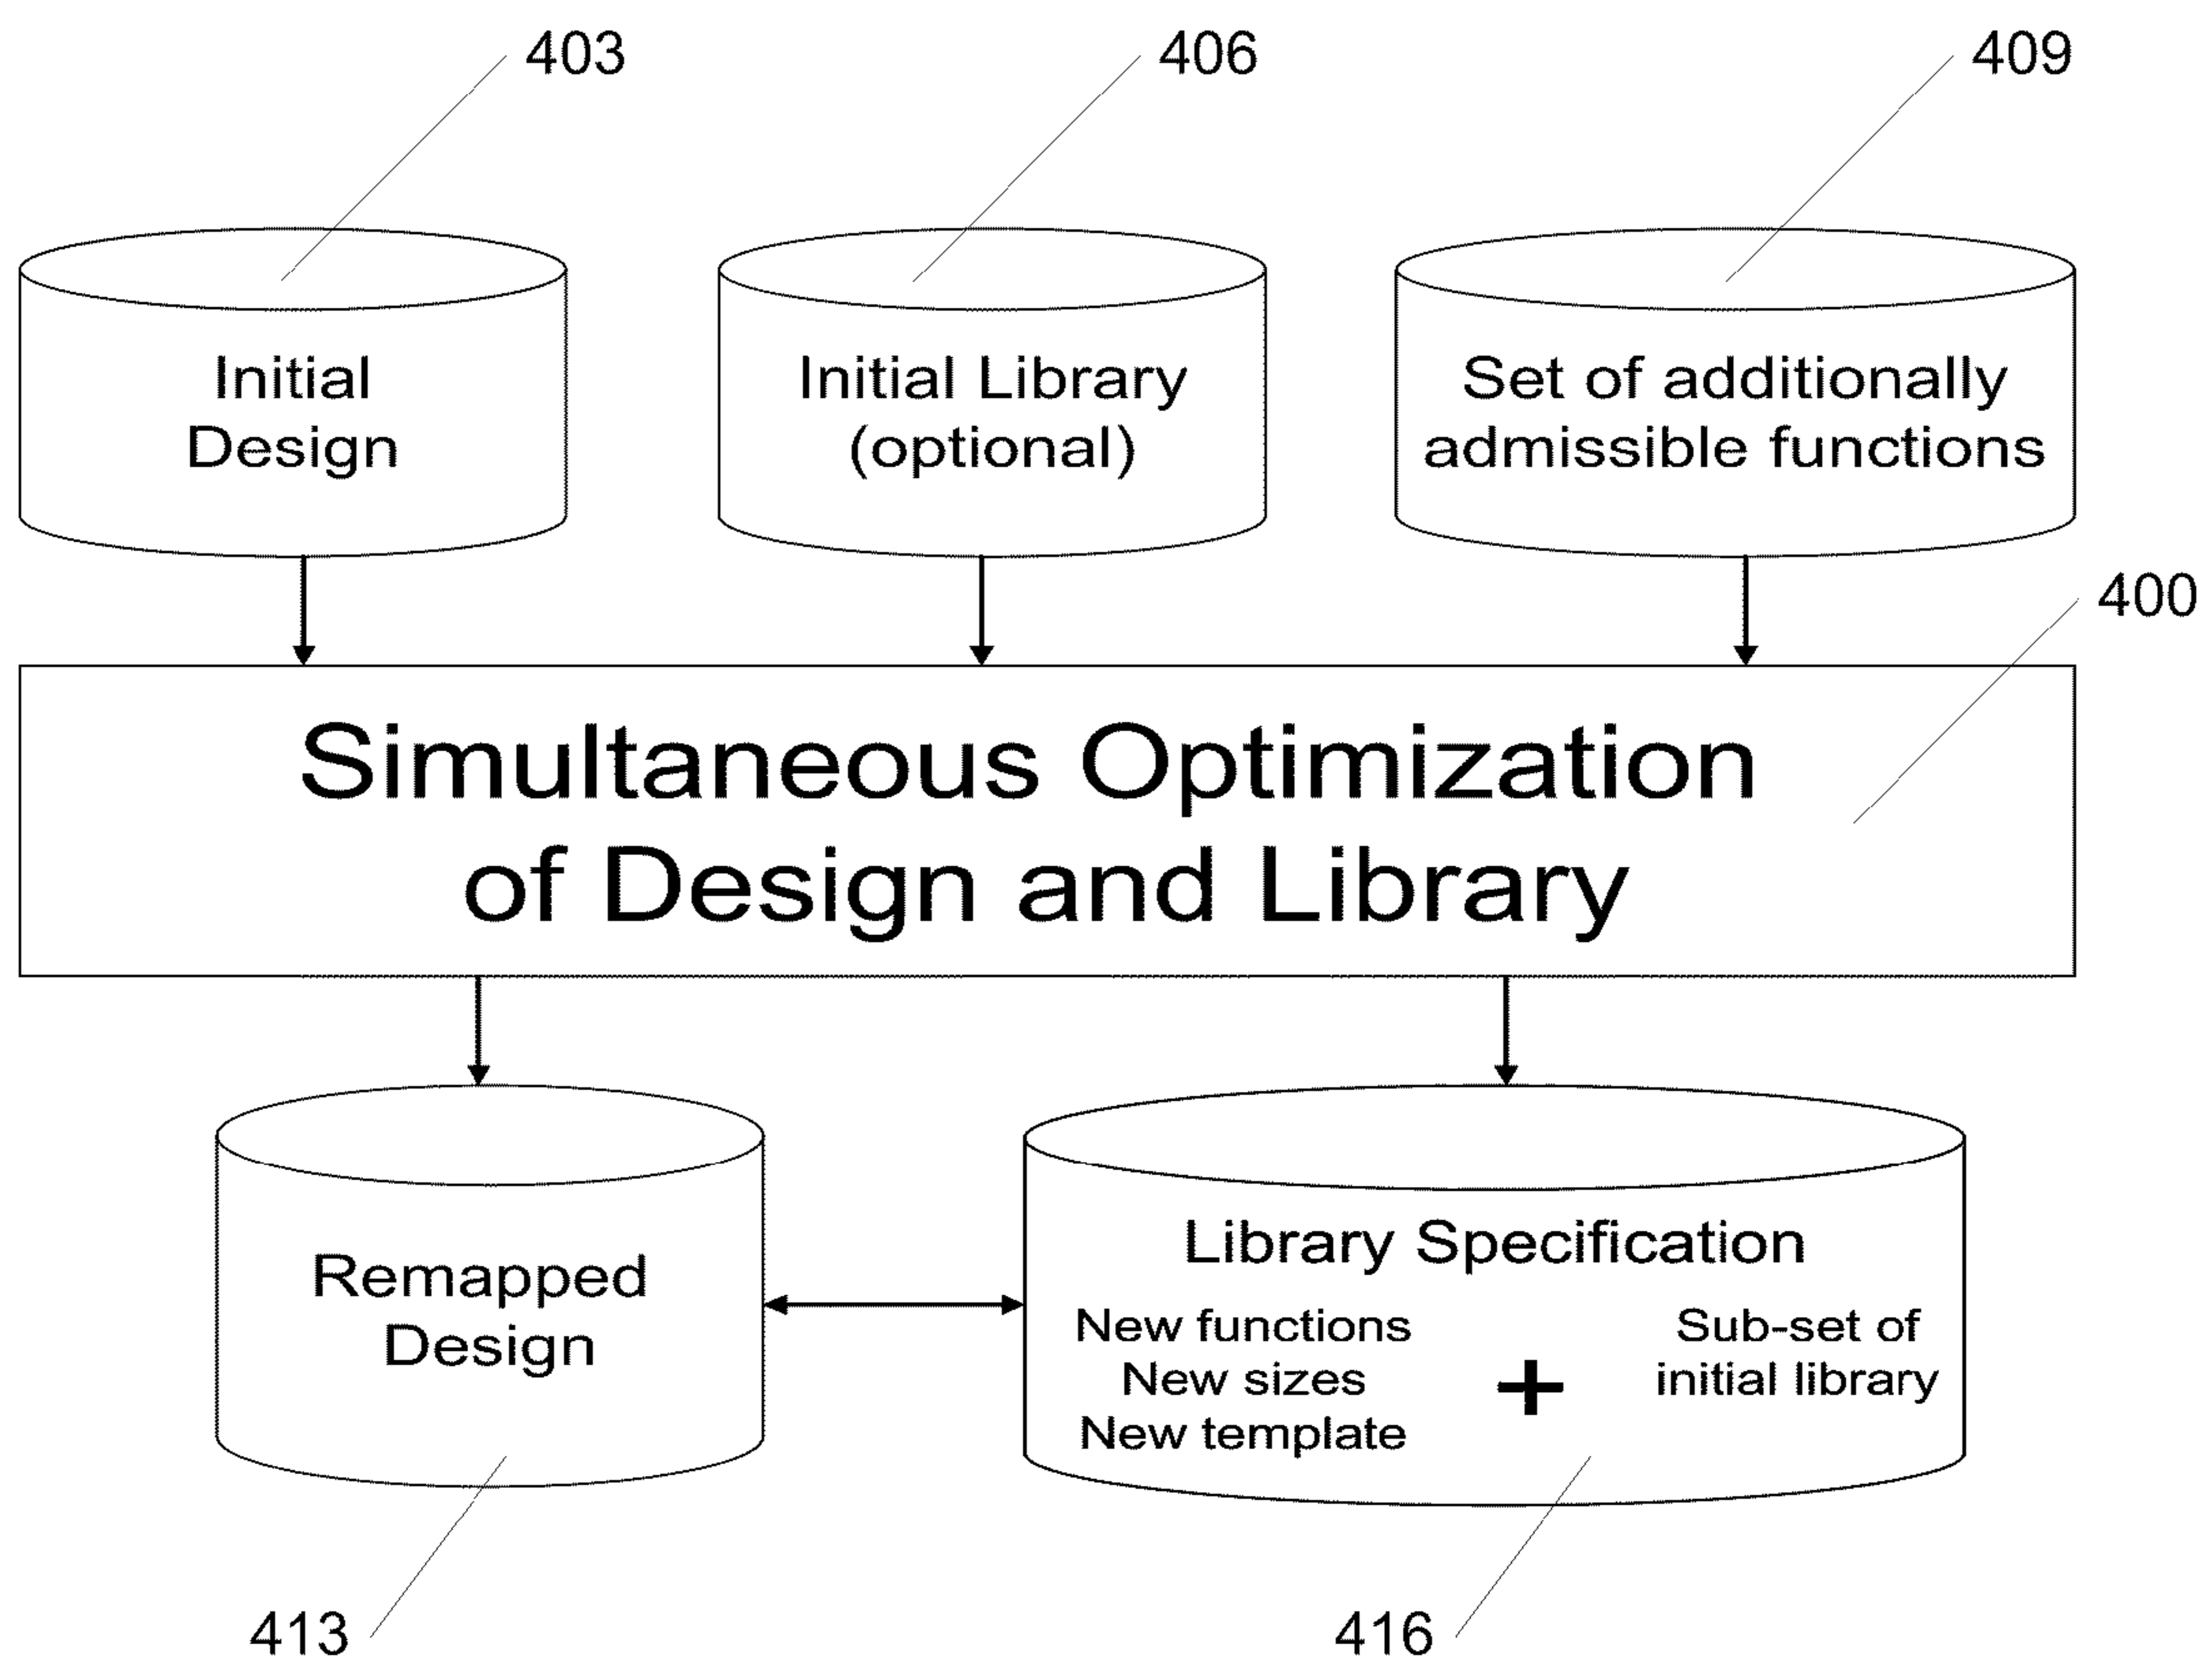 403
406
409
Initial
Design
Initial Library
(optional)
Set of additionally
admissible functions
400
Simultaneous Optimization
of Design and Library
Remapped
Design
Library Specification
New functions
New sizes
New template
+
Sub-set of
initial library
413
416